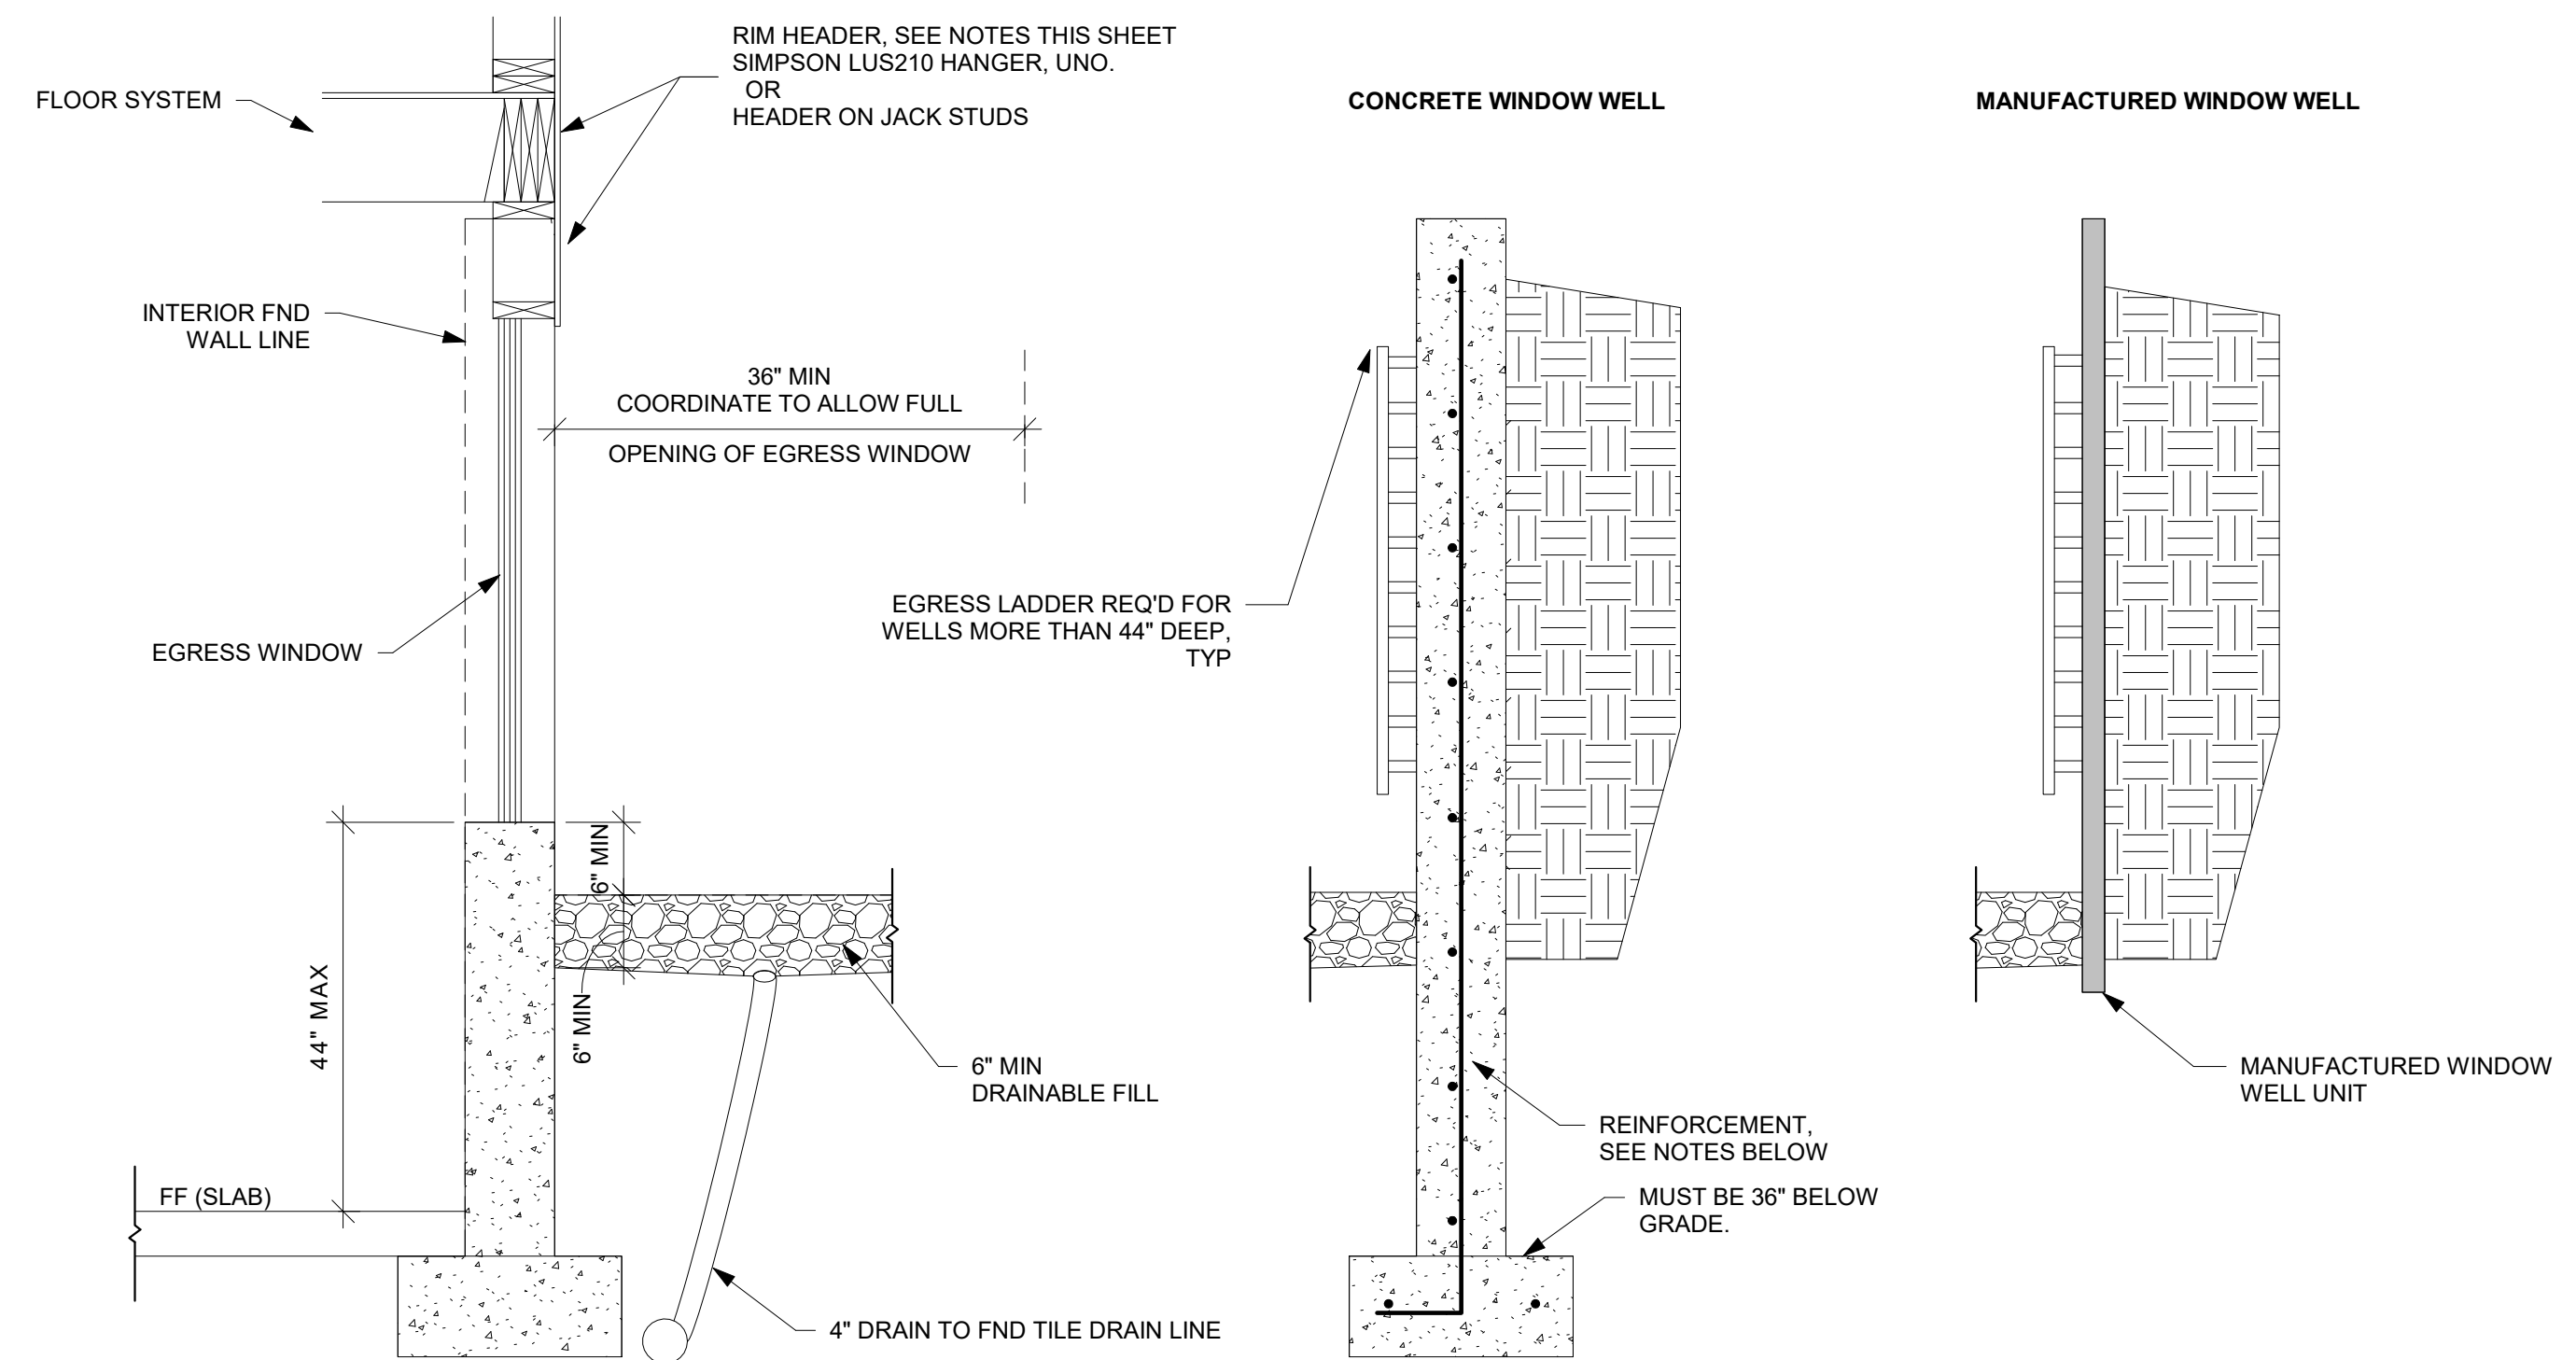 RIM HEADER, SEE NOTES THIS SHEET
SIMPSON LUS210 HANGER, UNO.
OR
HEADER ON JACK STUDS
FLOOR SYSTEM
CONCRETE WINDOW WELL
MANUFACTURED WINDOW WELL
INTERIOR FND
WALL LINE
36" MIN
COORDINATE TO ALLOW FULL
OPENING OF EGRESS WINDOW
EGRESS WINDOW
EGRESS LADDER REQ'D FOR
WELLS MORE THAN 44" DEEP,
TYP
6" MIN
44" MAX
6" MIN
6" MIN
DRAINABLE FILL
MANUFACTURED WINDOW
WELL UNIT
REINFORCEMENT,
SEE NOTES BELOW
FF (SLAB)
MUST BE 36" BELOW
GRADE.
4" DRAIN TO FND TILE DRAIN LINE